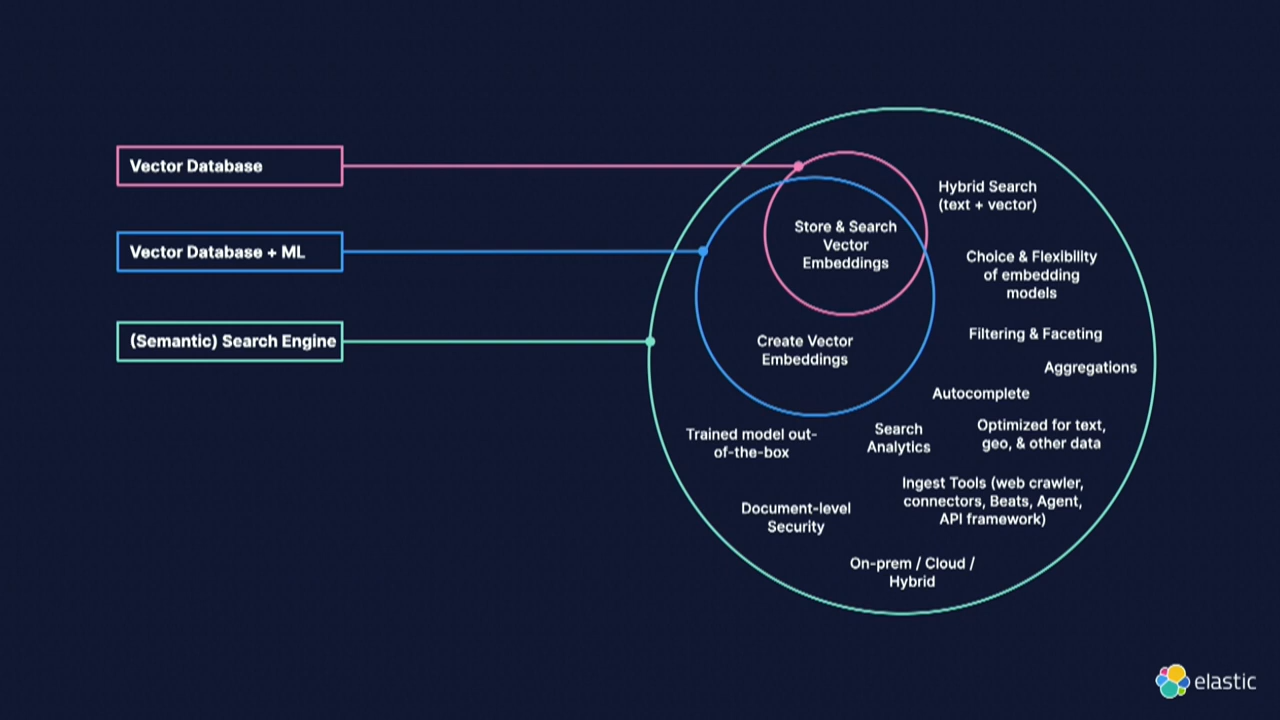 Vector Database
Vector Database + ML
(Semantic) Search Engine
Store & Search
Vector
Embeddings
Create Vector
Embeddings
Hybrid Search
(text + vector)
Choice & Flexibility
of embedding
models
Filtering & Faceting
Aggregations
Autocomplete
Trained model out-
of-the-box
Search
Analytics
Optimized for text,
geo, & other data
Document-level
Security
Ingest Tools (web crawler,
connectors, Beats, Agent,
API framework)
On-prem / Cloud /
Hybrid
elastic